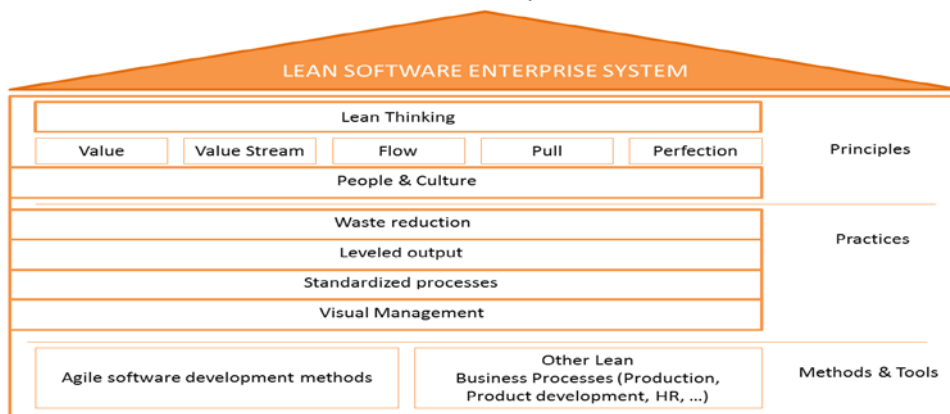 LEAN SOFTWARE ENTERPRISE SYSTEM
Lean Thinking
Value
Value Stream
Flow
Pull
Perfection
Principles
People & Culture
Waste reduction
Practices
Leveled output
Standardized processes
Visual Management
Agile software development methods
Other Lean
Business Processes (Production,
Product development, HR, ...)
Methods & Tools